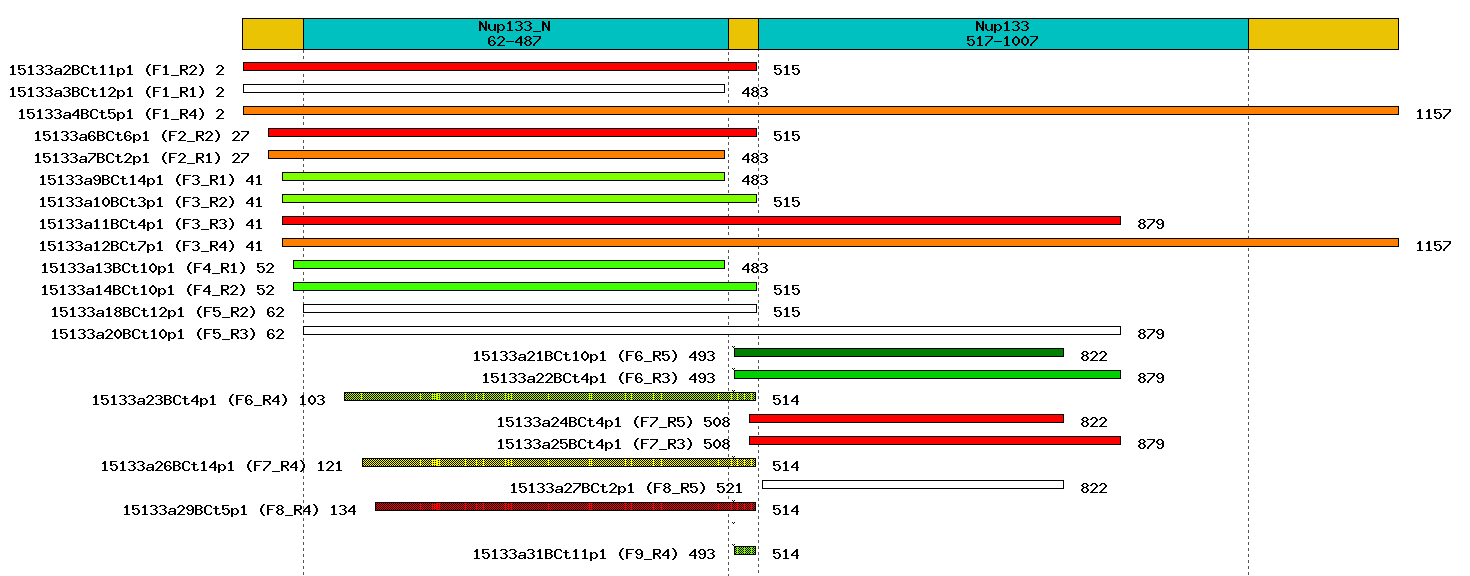 Nup133_N
62-487
Nup133
517-1007
15133a2BCt11p1 (F1_R2) 2 515
15133a3BCt12p1 (F1_R1) 2 483
15133a4BCt5p1 (F1_R4) 2 1157
15133a6BCt6p1 (F2_R2) 27 515
15133a7BCt2p1 (F2_R1) 27 483
15133a9BCt14p1 (F3_R1) 41 483
15133a10BCt3p1 (F3_R2) 41 515
15133a11BCt4p1 (F3_R3) 41 879
15133a12BCt7p1 (F3_R4) 41 1157
15133a13BCt10p1 (F4_R1) 52 483
15133a14BCt10p1 (F4_R2) 52 515
15133a18BCt12p1 (F5_R2) 62 515
15133a20BCt10p1 (F5_R3) 62 879
15133a21BCt10p1 (F6_R5) 493 822
15133a22BCt4p1 (F6_R3) 493 879
15133a23BCt4p1 (F6_R4) 103 514
15133a24BCt4p1 (F7_R5) 508 822
15133a25BCt4p1 (F7_R3) 508 879
15133a26BCt14p1 (F7_R4) 121 514
15133a27BCt2p1 (F8_R5) 521 822
15133a29BCt5p1 (F8_R4) 134 514
15133a31BCt11p1 (F9_R4) 493 514